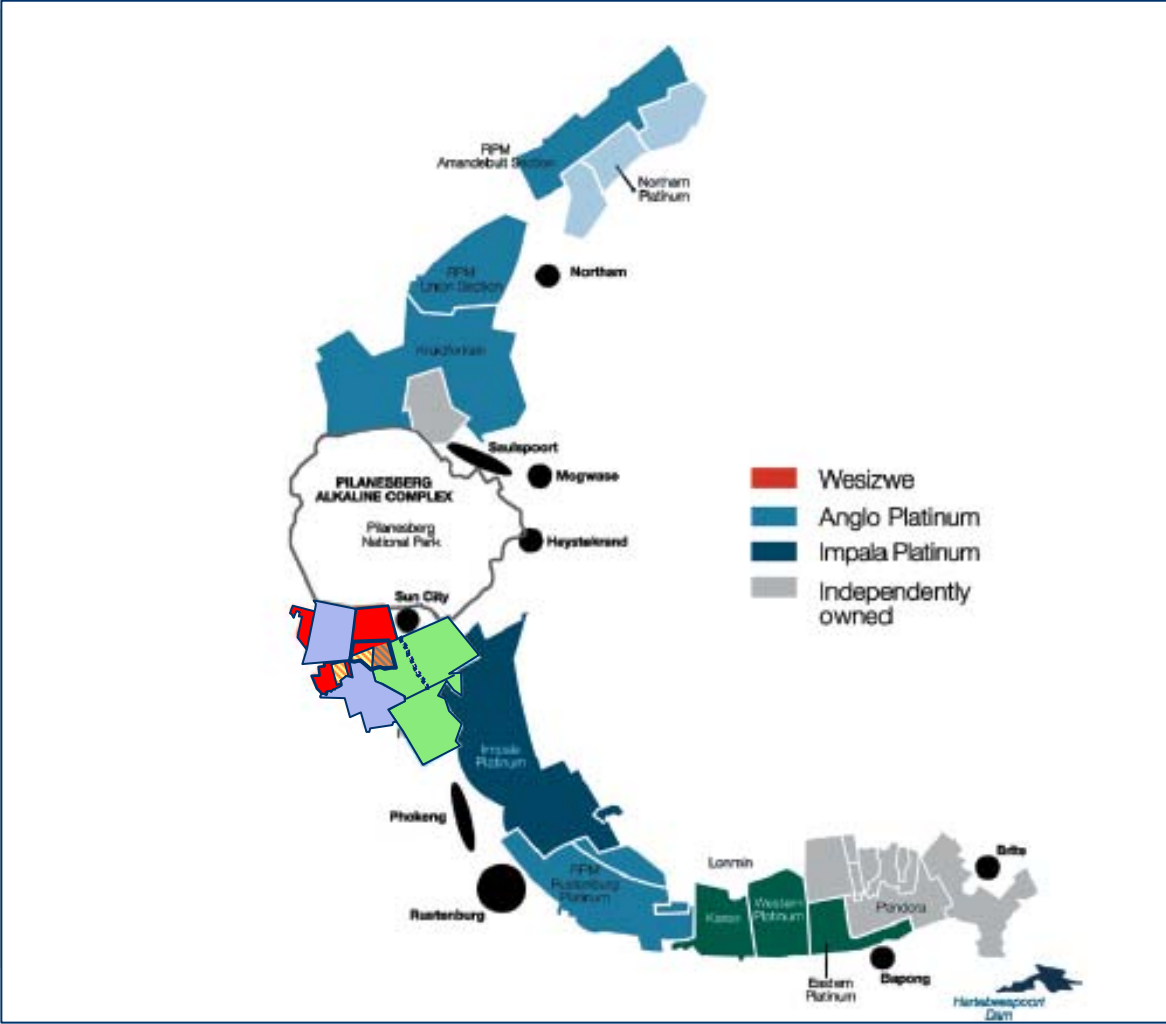 RPM
Amandebult Section
Northam
Platinum
RPM
Union Section
Northam
Saulspoort
Mogwase
PILANESBERG
ALKALINE COMPLEX
Pilanesberg
National Park
Haystekrand
Sun City
Wesizwe
Anglo Platinum
Impala Platinum
Independently
owned
Impala
Platinum
Phokeng
RPM
Rustenburg
Platinum
Rustenburg
Lonmin
Karee
Western
Platinum
Pandora
Brits
Eastern
Platinum
Bapong
Hartebeespoort
Dam